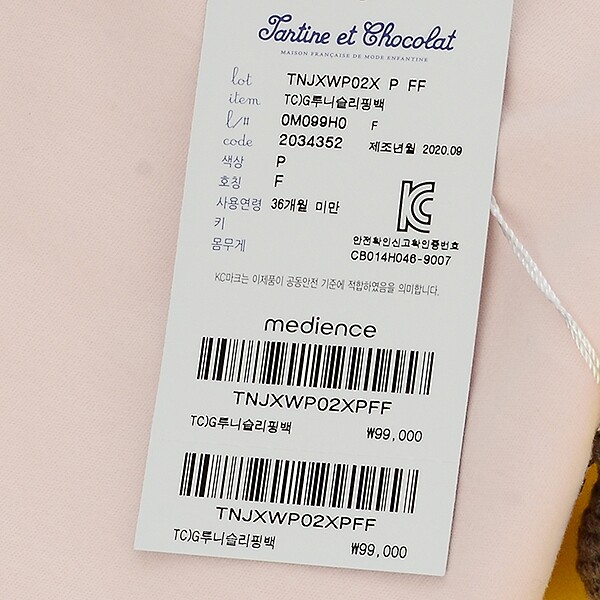 Tartine et Chocolat
MAISON FRANÇAISE DE MODE ENFANTINE
lot TNJXWP02X P FF
item TC)G루니슬리핑백
l/# 0M099H0 F
code 2034352 제조년월 2020.09
색상 P
호칭 F
사용연령 36개월 미만
키
몸무게
안전확인신고확인증번호
CB014H046-9007
KC마크는 이제품이 공동안전 기준에 적합하였음을 의미합니다.
medience
TNJXWP02XPFF
TC)G루니슬리핑백 ₩99,000
TNJXWP02XPFF
TC)G루니슬리핑백 ₩99,000